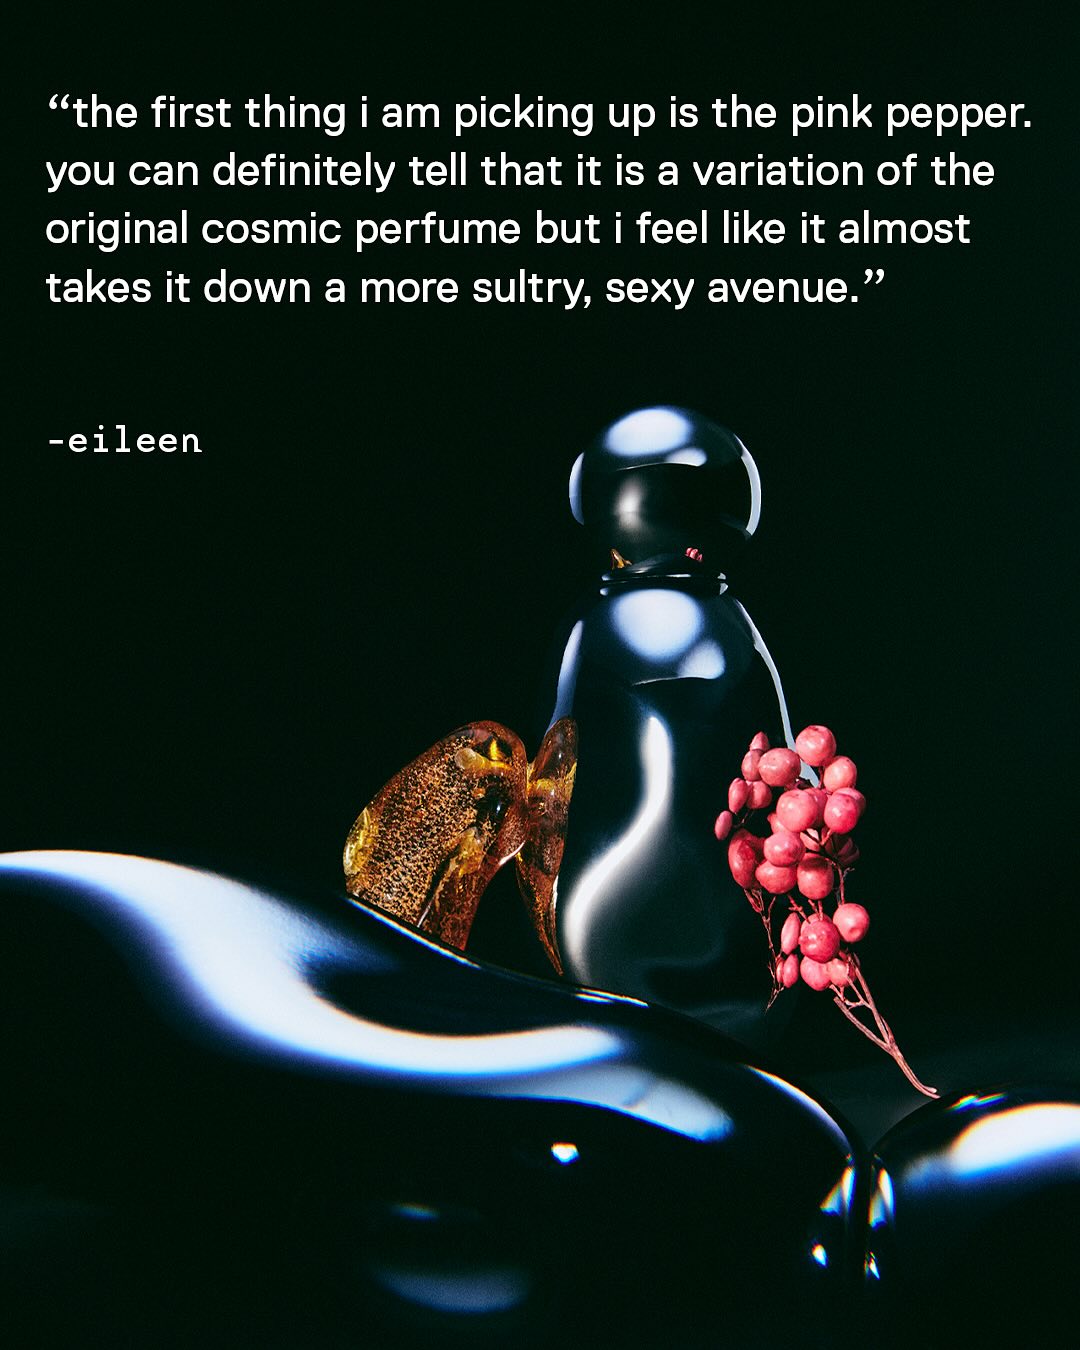 “the first thing i am picking up is the pink pepper.
you can definitely tell that it is a variation of the
original cosmic perfume but i feel like it almost
takes it down a more sultry, sexy avenue.”
-eileen